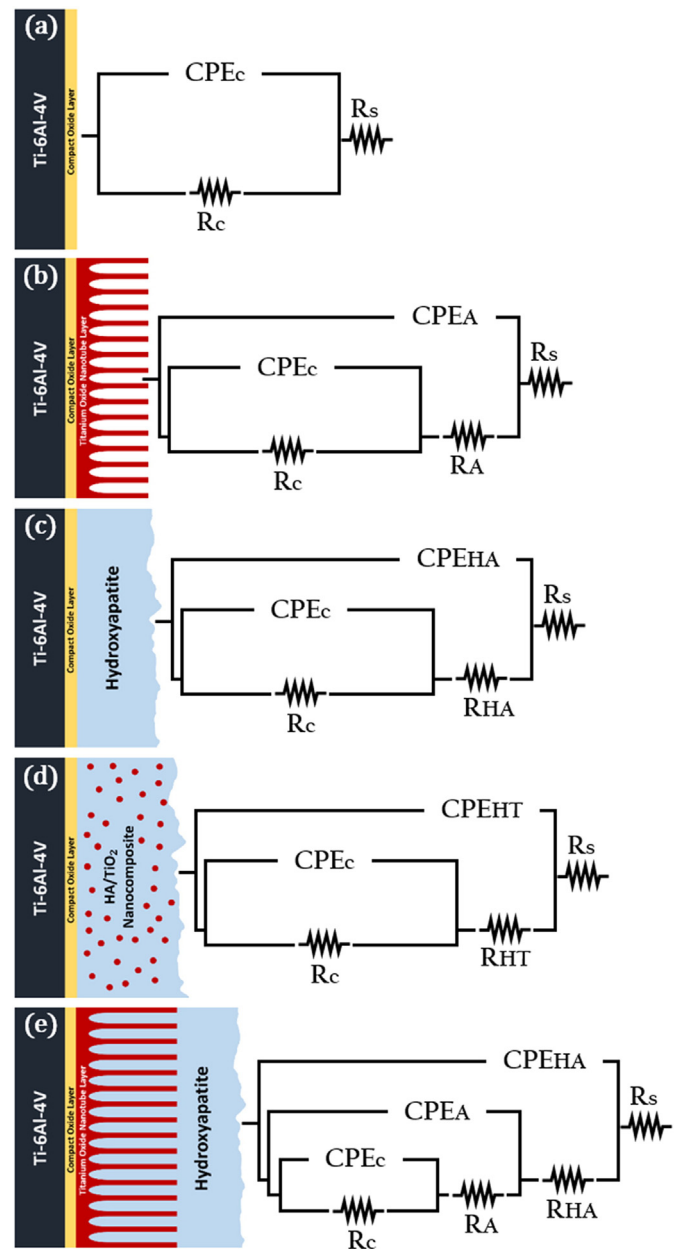 (a)
Ti-6Al-4V
Compact Oxide Layer
CPEc
Rs
Rc
(b)
Ti-6Al-4V
Compact Oxide Layer
Titanium Oxide Nanotube Layer
CPEA
CPEc
Rs
Rc
RA
(c)
Ti-6Al-4V
Compact Oxide Layer
Hydroxyapatite
CPEHA
CPEc
Rs
Rc
RHA
(d)
Ti-6Al-4V
Compact Oxide Layer
HA/TiO2
Nanocomposite
CPEHT
CPEc
Rs
Rc
RHT
(e)
Ti-6Al-4V
Compact Oxide Layer
Titanium Oxide Nanotube Layer
Hydroxyapatite
CPEHA
CPEA
CPEc
Rs
Rc
RA
RHA